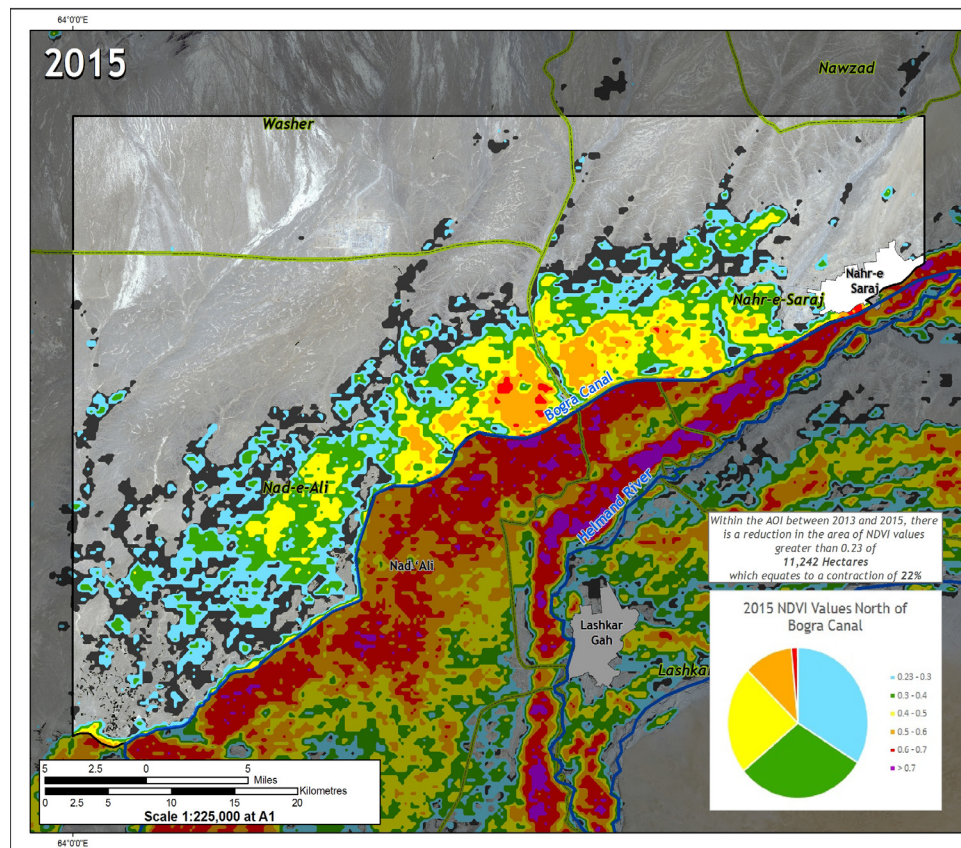 64°0'0"E
2015
Nawzad
Washer
Nahr-e
Saraj
Nahr-e-Saraj
Bogra Canal
Nad-e-Ali
Helmand River
Nad 'Ali
Lashkar
Gah
Lashkar
Within the AOI between 2013 and 2015, there
is a reduction in the area of NDVI values
greater than 0.23 of
11,242 Hectares
which equates to a contraction of 22%
2015 NDVI Values North of
Bogra Canal
0.23 - 0.3
0.3 - 0.4
0.4 - 0.5
0.5 - 0.6
0.6 - 0.7
> 0.7
5 2.5 0 5
Miles
Kilometres
0 2.5 5 10 15 20
Scale 1:225,000 at A1
64°0'0"E